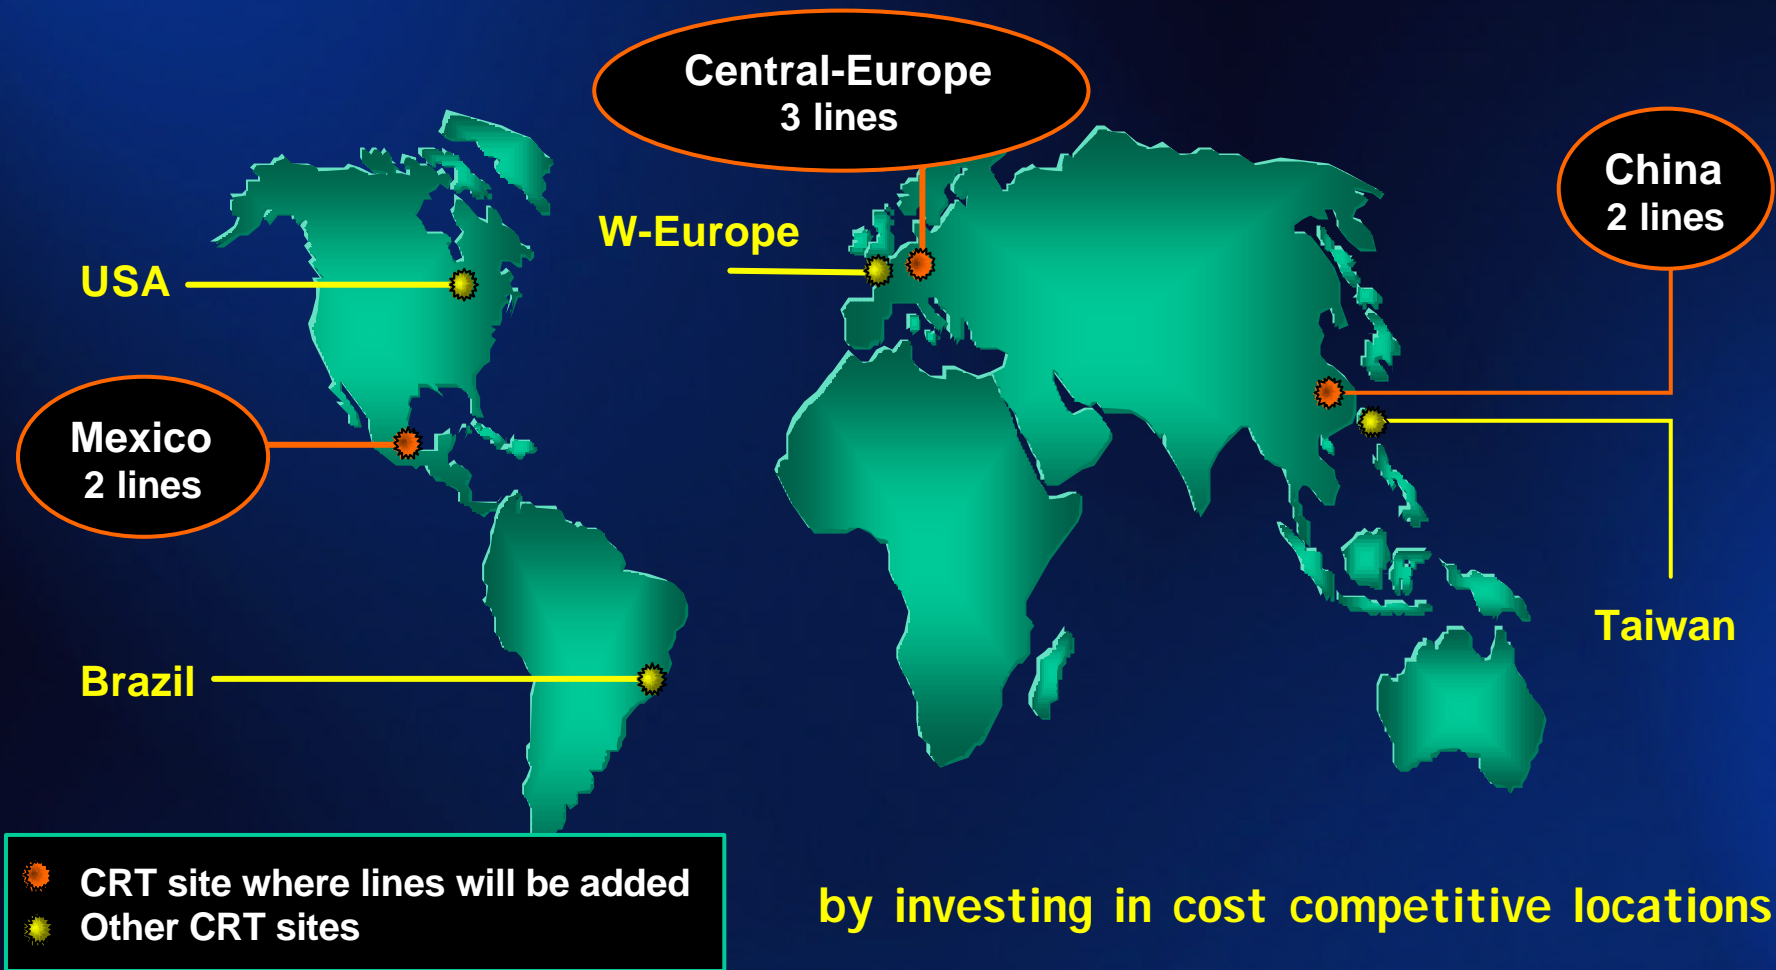 Central-Europe
3 lines
China
2 lines
W-Europe
USA
Mexico
2 lines
Taiwan
Brazil
CRT site where lines will be added
Other CRT sites
by investing in cost competitive locations